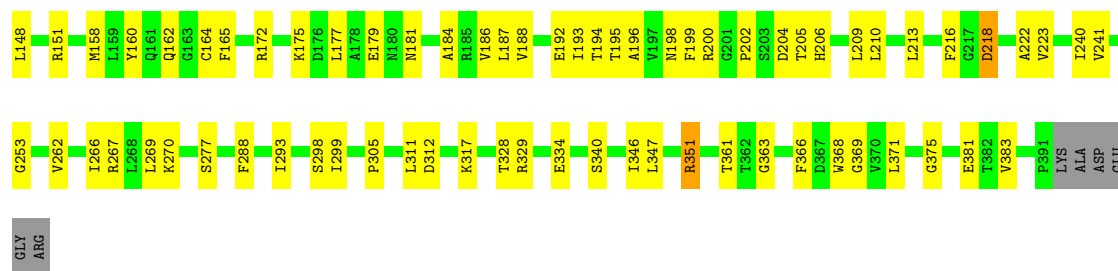 L148 R151 M158 L159 Y160 Q161 Q162 G163 C164 F165 R172 K175 D176 L177 A178 E179 N180 N181 A184 R185 V186 L187 V188 E192 I193 T194 T195 A196 V197 N198 F199 R200 G201 P202 S203 D204 T205 H206 L209 L210 L213 F216 G217 D218 A222 V223 I240 V241
G253 V262 I266 R267 L268 L269 K270 S277 F288 I293 S298 I299 P305 L311 D312 K317 T328 R329 E334 S340 I346 L347 R351 T361 T362 G363 F366 D367 W368 G369 V370 L371 G375 E381 T382 V383 P391 LYS ALA ASP GLU
GLY ARG